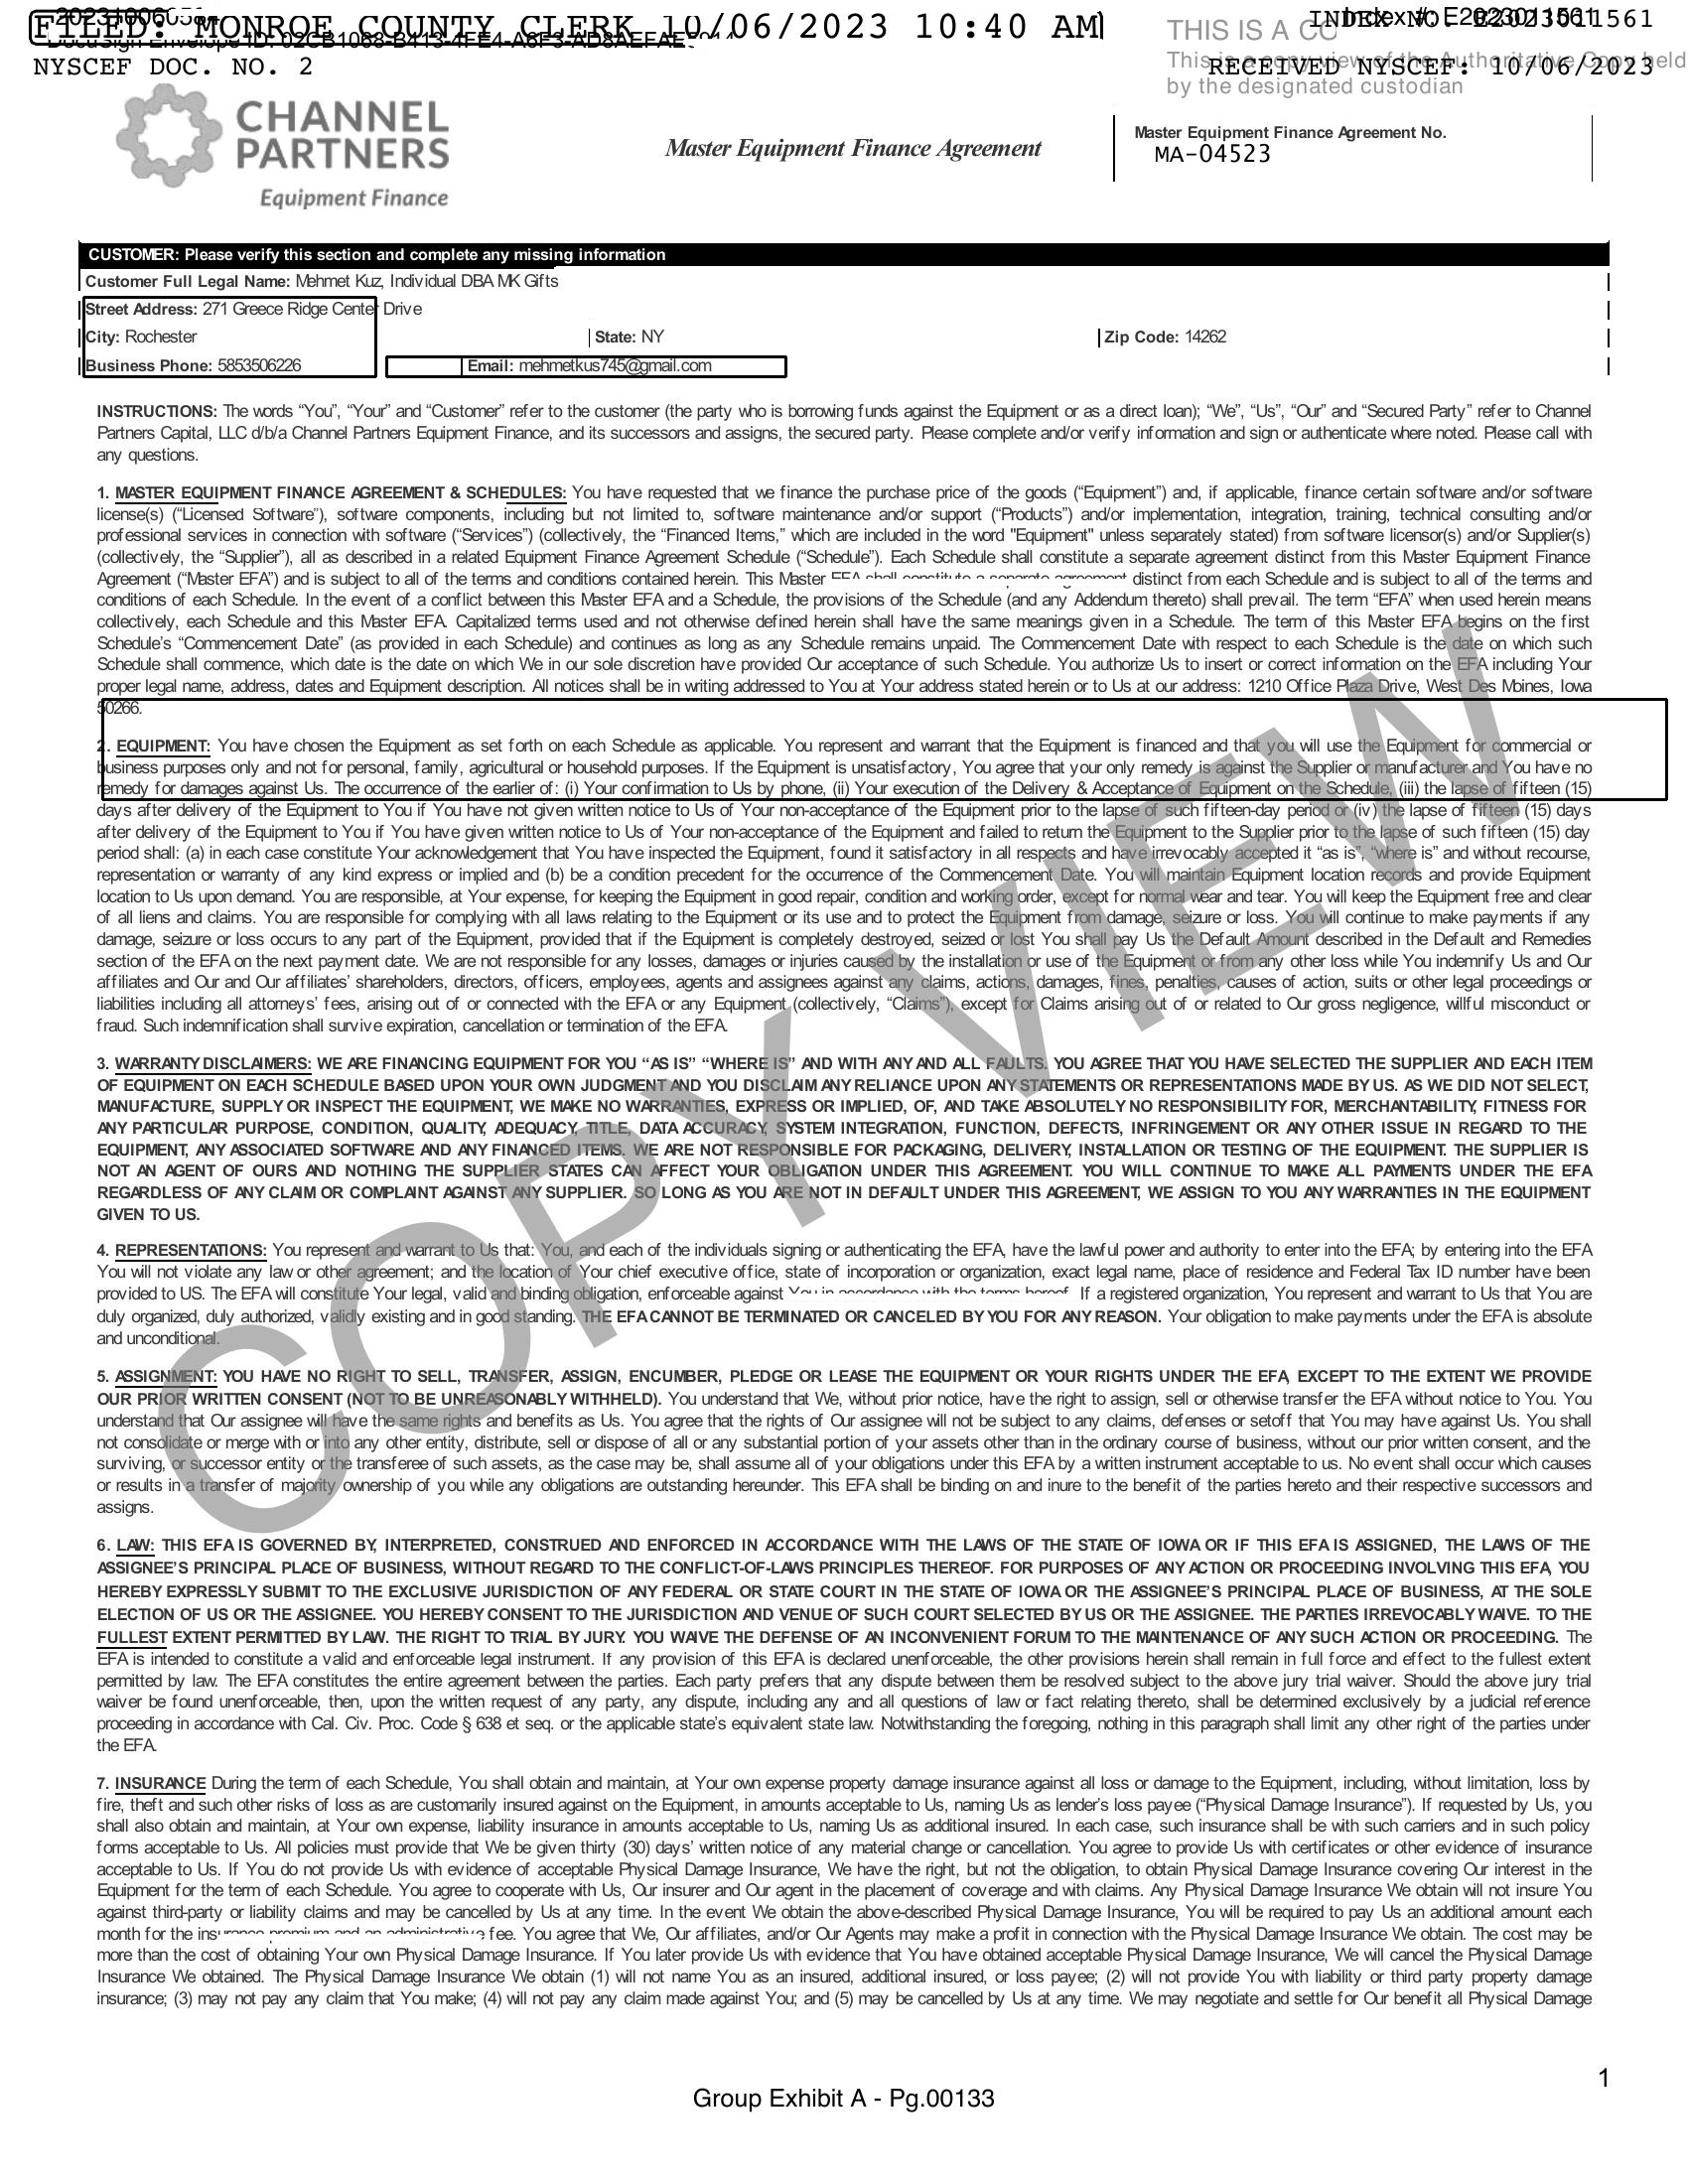 FILED: MONROE COUNTY CLERK 10/06/2023 10:40 AM
INDEX NO. E2023011561
NYSCEF DOC. NO. 2
RECEIVED NYSCEF: 10/06/2023
THIS IS A
by the designated custodian
CHANNEL
PARTNERS
Equipment Finance
Master Equipment Finance Agreement
Master Equipment Finance Agreement No.
MA-04523
CUSTOMER: Please verify this section and complete any missing information
Customer Full Legal Name: Mehmet Kuz, Individual DBA MK Gifts
Street Address: 271 Greece Ridge Center Drive
City: Rochester State: NY Zip Code: 14262
Business Phone: 5853506226 Email: mehmetkus745@gmail.com
INSTRUCTIONS: The words “You”, “Your” and “Customer” refer to the customer (the party who is borrowing funds against the Equipment or as a direct loan); “We”, “Us”, “Our” and “Secured Party” refer to Channel
Partners Capital, LLC d/b/a Channel Partners Equipment Finance, and its successors and assigns, the secured party. Please complete and/or verify information and sign or authenticate where noted. Please call with
any questions.
1. MASTER EQUIPMENT FINANCE AGREEMENT & SCHEDULES: You have requested that we finance the purchase price of the goods (“Equipment”) and, if applicable, finance certain software and/or software
license(s) (“Licensed Software”), software components, including but not limited to, software maintenance and/or support (“Products”) and/or implementation, integration, training, technical consulting and/or
professional services in connection with software (“Services”) (collectively, the “Financed Items,” which are included in the word "Equipment" unless separately stated) from software licensor(s) and/or Supplier(s)
(collectively, the “Supplier”), all as described in a related Equipment Finance Agreement Schedule (“Schedule”). Each Schedule shall constitute a separate agreement distinct from this Master Equipment Finance
Agreement (“Master EFA”) and is subject to all of the terms and conditions contained herein. This Master EFA shall constitute a separate agreement distinct from each Schedule and is subject to all of the terms and
conditions of each Schedule. In the event of a conflict between this Master EFA and a Schedule, the provisions of the Schedule (and any Addendum thereto) shall prevail. The term “EFA” when used herein means
collectively, each Schedule and this Master EFA. Capitalized terms used and not otherwise defined herein shall have the same meanings given in a Schedule. The term of this Master EFA begins on the first
Schedule’s “Commencement Date” (as provided in each Schedule) and continues as long as any Schedule remains unpaid. The Commencement Date with respect to each Schedule is the date on which such
Schedule shall commence, which date is the date on which We in our sole discretion have provided Our acceptance of such Schedule. You authorize Us to insert or correct information on the EFA including Your
proper legal name, address, dates and Equipment description. All notices shall be in writing addressed to You at Your address stated herein or to Us at our address: 1210 Office Plaza Drive, West Des Moines, Iowa
50266.
2. EQUIPMENT: You have chosen the Equipment as set forth on each Schedule as applicable. You represent and warrant that the Equipment is financed and that you will use the Equipment for commercial or
business purposes only and not for personal, family, agricultural or household purposes. If the Equipment is unsatisfactory, You agree that your only remedy is against the Supplier or manufacturer and You have no
remedy for damages against Us. The occurrence of the earlier of: (i) Your confirmation to Us by phone, (ii) Your execution of the Delivery & Acceptance of Equipment on the Schedule, (iii) the lapse of fifteen (15)
days after delivery of the Equipment to You if You have not given written notice to Us of Your non-acceptance of the Equipment prior to the lapse of such fifteen-day period or (iv) the lapse of fifteen (15) days
after delivery of the Equipment to You if You have given written notice to Us of Your non-acceptance of the Equipment and failed to return the Equipment to the Supplier prior to the lapse of such fifteen (15) day
period shall: (a) in each case constitute Your acknowledgement that You have inspected the Equipment, found it satisfactory in all respects and have irrevocably accepted it “as is”, “where is” and without recourse,
representation or warranty of any kind express or implied and (b) be a condition precedent for the occurrence of the Commencement Date. You will maintain Equipment location records and provide Equipment
location to Us upon demand. You are responsible, at Your expense, for keeping the Equipment in good repair, condition and working order, except for normal wear and tear. You will keep the Equipment free and clear
of all liens and claims. You are responsible for complying with all laws relating to the Equipment or its use and to protect the Equipment from damage, seizure or loss. You will continue to make payments if any
damage, seizure or loss occurs to any part of the Equipment, provided that if the Equipment is completely destroyed, seized or lost You shall pay Us the Default Amount described in the Default and Remedies
section of the EFA on the next payment date. We are not responsible for any losses, damages or injuries caused by the installation or use of the Equipment or from any other loss while You indemnify Us and Our
affiliates and Our and Our affiliates’ shareholders, directors, officers, employees, agents and assignees against any claims, actions, damages, fines, penalties, causes of action, suits or other legal proceedings or
liabilities including all attorneys’ fees, arising out of or connected with the EFA or any Equipment (collectively, “Claims”), except for Claims arising out of or related to Our gross negligence, willful misconduct or
fraud. Such indemnification shall survive expiration, cancellation or termination of the EFA.
3. WARRANTY DISCLAIMERS: WE ARE FINANCING EQUIPMENT FOR YOU “AS IS” “WHERE IS” AND WITH ANY AND ALL FAULTS. YOU AGREE THAT YOU HAVE SELECTED THE SUPPLIER AND EACH ITEM
OF EQUIPMENT ON EACH SCHEDULE BASED UPON YOUR OWN JUDGMENT AND YOU DISCLAIM ANY RELIANCE UPON ANY STATEMENTS OR REPRESENTATIONS MADE BY US. AS WE DID NOT SELECT,
MANUFACTURE, SUPPLY OR INSPECT THE EQUIPMENT, WE MAKE NO WARRANTIES, EXPRESS OR IMPLIED, OF, AND TAKE ABSOLUTELY NO RESPONSIBILITY FOR, MERCHANTABILITY, FITNESS FOR
ANY PARTICULAR PURPOSE, CONDITION, QUALITY, ADEQUACY, TITLE, DATA ACCURACY, SYSTEM INTEGRATION, FUNCTION, DEFECTS, INFRINGEMENT OR ANY OTHER ISSUE IN REGARD TO THE
EQUIPMENT, ANY ASSOCIATED SOFTWARE AND ANY FINANCED ITEMS. WE ARE NOT RESPONSIBLE FOR PACKAGING, DELIVERY, INSTALLATION OR TESTING OF THE EQUIPMENT. THE SUPPLIER IS
NOT AN AGENT OF OURS AND NOTHING THE SUPPLIER STATES CAN AFFECT YOUR OBLIGATION UNDER THIS AGREEMENT. YOU WILL CONTINUE TO MAKE ALL PAYMENTS UNDER THE EFA
REGARDLESS OF ANY CLAIM OR COMPLAINT AGAINST ANY SUPPLIER. SO LONG AS YOU ARE NOT IN DEFAULT UNDER THIS AGREEMENT, WE ASSIGN TO YOU ANY WARRANTIES IN THE EQUIPMENT
GIVEN TO US.
4. REPRESENTATIONS: You represent and warrant to Us that: You, and each of the individuals signing or authenticating the EFA, have the lawful power and authority to enter into the EFA; by entering into the EFA
You will not violate any law or other agreement; and the location of Your chief executive office, state of incorporation or organization, exact legal name, place of residence and Federal Tax ID number have been
provided to US. The EFA will constitute Your legal, valid and binding obligation, enforceable against You in accordance with the terms hereof. If a registered organization, You represent and warrant to Us that You are
duly organized, duly authorized, validly existing and in good standing. THE EFA CANNOT BE TERMINATED OR CANCELED BY YOU FOR ANY REASON. Your obligation to make payments under the EFA is absolute
and unconditional.
5. ASSIGNMENT: YOU HAVE NO RIGHT TO SELL, TRANSFER, ASSIGN, ENCUMBER, PLEDGE OR LEASE THE EQUIPMENT OR YOUR RIGHTS UNDER THE EFA, EXCEPT TO THE EXTENT WE PROVIDE
OUR PRIOR WRITTEN CONSENT (NOT TO BE UNREASONABLY WITHHELD). You understand that We, without prior notice, have the right to assign, sell or otherwise transfer the EFA without notice to You. You
understand that Our assignee will have the same rights and benefits as Us. You agree that the rights of Our assignee will not be subject to any claims, defenses or setoff that You may have against Us. You shall
not consolidate or merge with or into any other entity, distribute, sell or dispose of all or any substantial portion of your assets other than in the ordinary course of business, without our prior written consent, and the
surviving, or successor entity or the transferee of such assets, as the case may be, shall assume all of your obligations under this EFA by a written instrument acceptable to us. No event shall occur which causes
or results in a transfer of majority ownership of you while any obligations are outstanding hereunder. This EFA shall be binding on and inure to the benefit of the parties hereto and their respective successors and
assigns.
6. LAW: THIS EFA IS GOVERNED BY, INTERPRETED, CONSTRUED AND ENFORCED IN ACCORDANCE WITH THE LAWS OF THE STATE OF IOWA OR IF THIS EFA IS ASSIGNED, THE LAWS OF THE
ASSIGNEE’S PRINCIPAL PLACE OF BUSINESS, WITHOUT REGARD TO THE CONFLICT-OF-LAWS PRINCIPLES THEREOF. FOR PURPOSES OF ANY ACTION OR PROCEEDING INVOLVING THIS EFA, YOU
HEREBY EXPRESSLY SUBMIT TO THE EXCLUSIVE JURISDICTION OF ANY FEDERAL OR STATE COURT IN THE STATE OF IOWA OR THE ASSIGNEE’S PRINCIPAL PLACE OF BUSINESS, AT THE SOLE
ELECTION OF US OR THE ASSIGNEE. YOU HEREBY CONSENT TO THE JURISDICTION AND VENUE OF SUCH COURT SELECTED BY US OR THE ASSIGNEE. THE PARTIES IRREVOCABLY WAIVE. TO THE
FULLEST EXTENT PERMITTED BY LAW. THE RIGHT TO TRIAL BY JURY. YOU WAIVE THE DEFENSE OF AN INCONVENIENT FORUM TO THE MAINTENANCE OF ANY SUCH ACTION OR PROCEEDING. The
EFA is intended to constitute a valid and enforceable legal instrument. If any provision of this EFA is declared unenforceable, the other provisions herein shall remain in full force and effect to the fullest extent
permitted by law. The EFA constitutes the entire agreement between the parties. Each party prefers that any dispute between them be resolved subject to the above jury trial waiver. Should the above jury trial
waiver be found unenforceable, then, upon the written request of any party, any dispute, including any and all questions of law or fact relating thereto, shall be determined exclusively by a judicial reference
proceeding in accordance with Cal. Civ. Proc. Code § 638 et seq. or the applicable state’s equivalent state law. Notwithstanding the foregoing, nothing in this paragraph shall limit any other right of the parties under
the EFA.
7. INSURANCE During the term of each Schedule, You shall obtain and maintain, at Your own expense property damage insurance against all loss or damage to the Equipment, including, without limitation, loss by
fire, theft and such other risks of loss as are customarily insured against on the Equipment, in amounts acceptable to Us, naming Us as lender’s loss payee (“Physical Damage Insurance”). If requested by Us, you
shall also obtain and maintain, at Your own expense, liability insurance in amounts acceptable to Us, naming Us as additional insured. In each case, such insurance shall be with such carriers and in such policy
forms acceptable to Us. All policies must provide that We be given thirty (30) days’ written notice of any material change or cancellation. You agree to provide Us with certificates or other evidence of insurance
acceptable to Us. If You do not provide Us with evidence of acceptable Physical Damage Insurance, We have the right, but not the obligation, to obtain Physical Damage Insurance covering Our interest in the
Equipment for the term of each Schedule. You agree to cooperate with Us, Our insurer and Our agent in the placement of coverage and with claims. Any Physical Damage Insurance We obtain will not insure You
against third-party or liability claims and may be cancelled by Us at any time. In the event We obtain the above-described Physical Damage Insurance, You will be required to pay Us an additional amount each
month for the insurance premium and an administrative fee. You agree that We, Our affiliates, and/or Our Agents may make a profit in connection with the Physical Damage Insurance We obtain. The cost may be
more than the cost of obtaining Your own Physical Damage Insurance. If You later provide Us with evidence that You have obtained acceptable Physical Damage Insurance, We will cancel the Physical Damage
Insurance We obtained. The Physical Damage Insurance We obtain (1) will not name You as an insured, additional insured, or loss payee; (2) will not provide You with liability or third party property damage
insurance; (3) may not pay any claim that You make; (4) will not pay any claim made against You; and (5) may be cancelled by Us at any time. We may negotiate and settle for Our benefit all Physical Damage
COPY VIEW
1
Group Exhibit A - Pg.00133